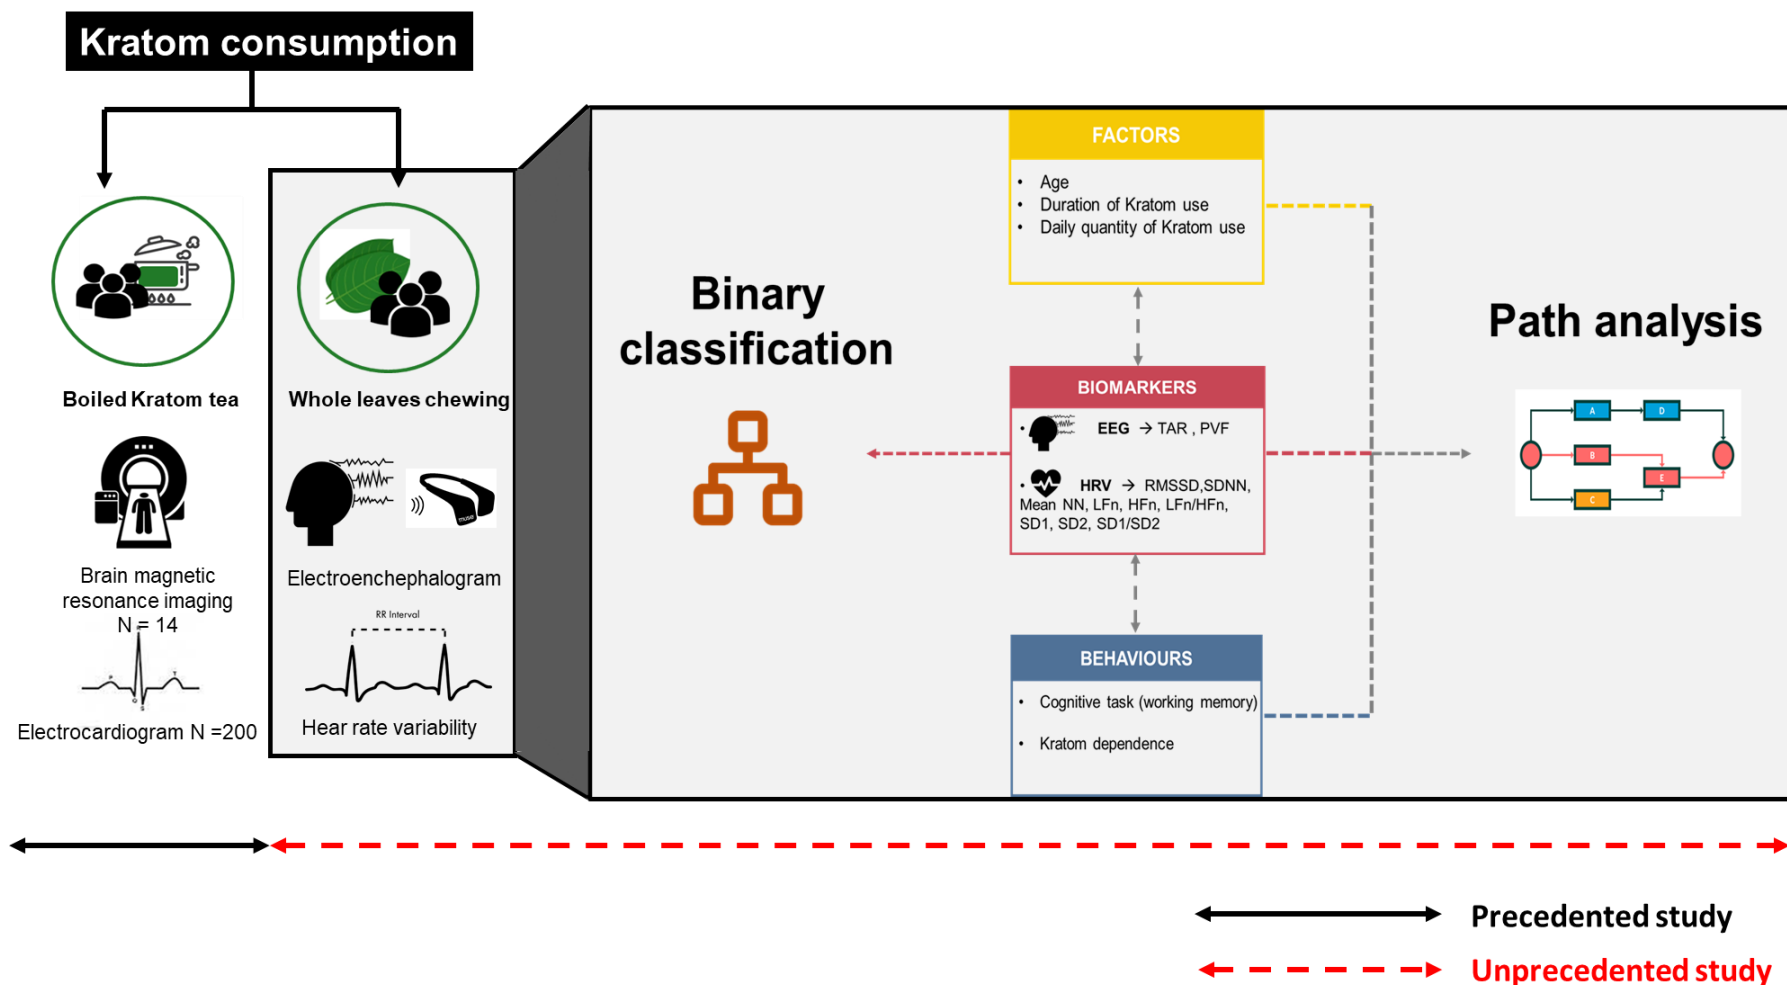 Kratom consumption
Boiled Kratom tea
Brain magnetic
resonance imaging
N = 14
P
Q
S
T
Electrocardiogram N =200
Whole leaves chewing
muse
Electroenchephalogram
RR Interval
Hear rate variability
Binary
classification
FACTORS
• Age
• Duration of Kratom use
• Daily quantity of Kratom use
BIOMARKERS
• EEG → TAR , PVF
• HRV → RMSSD,SDNN,
Mean NN, LFn, HFn, LFn/HFn,
SD1, SD2, SD1/SD2
BEHAVIOURS
• Cognitive task (working memory)
• Kratom dependence
Path analysis
A
D
B
E
C
Precedented study
Unprecedented study